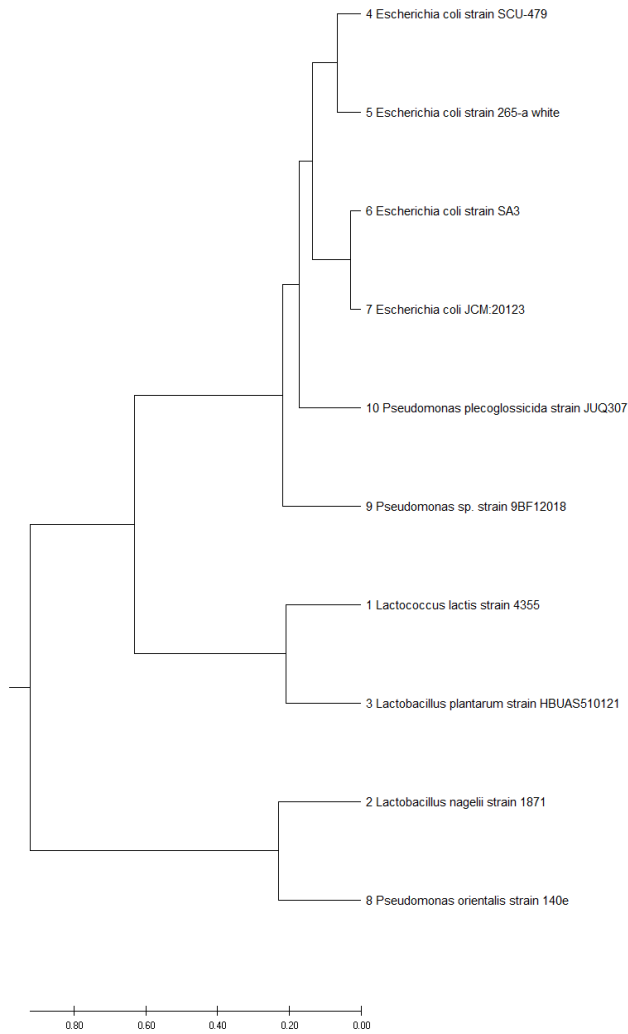 4 Escherichia coli strain SCU-479
5 Escherichia coli strain 265-a white
6 Escherichia coli strain SA3
7 Escherichia coli JCM:20123
10 Pseudomonas plecoglossicida strain JUQ307
9 Pseudomonas sp. strain 9BF12018
1 Lactococcus lactis strain 4355
3 Lactobacillus plantarum strain HBUAS510121
2 Lactobacillus nagelii strain 1871
8 Pseudomonas orientalis strain 140e
0.80 0.60 0.40 0.20 0.00